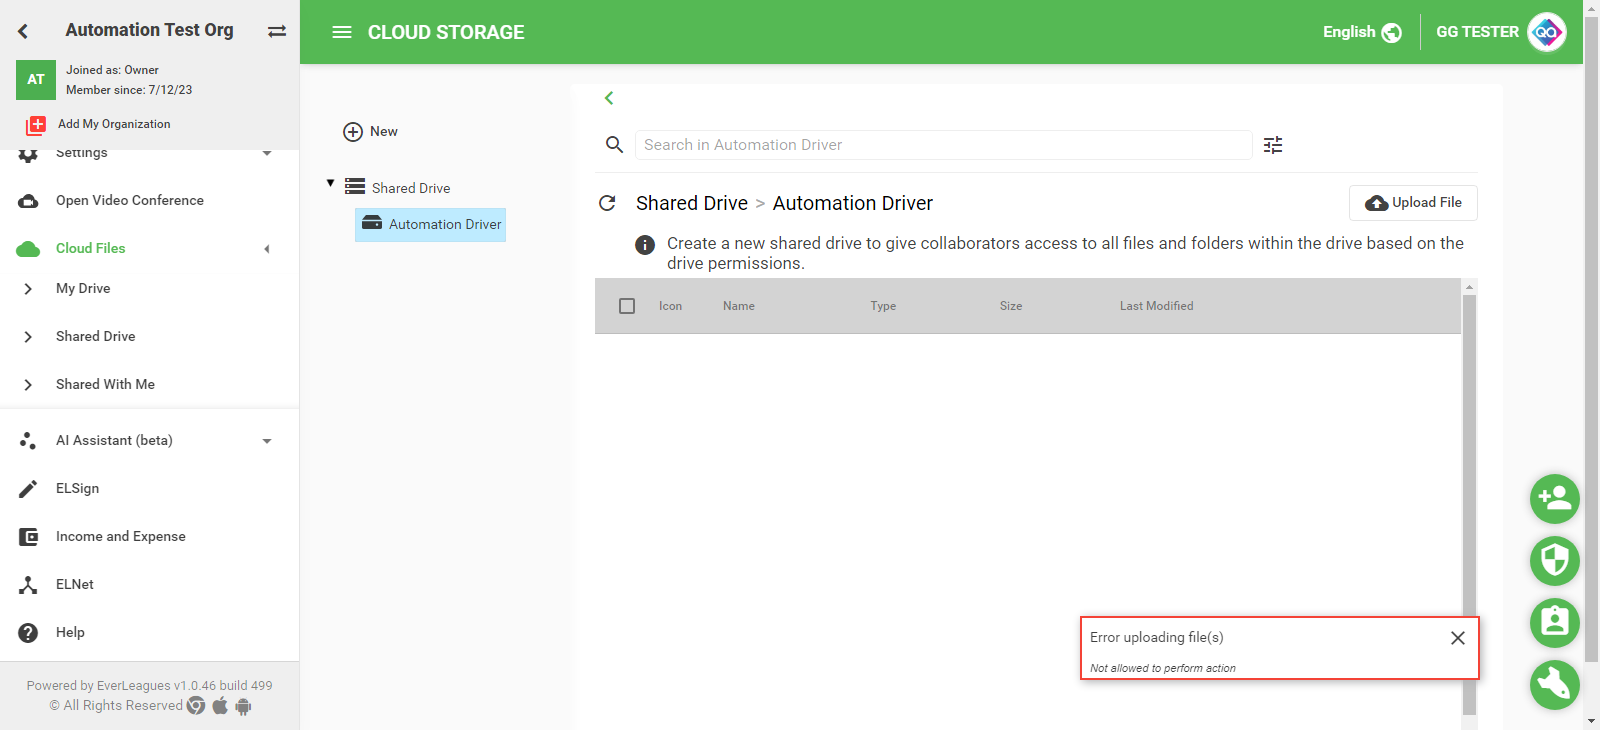 Automation Test Org
AT
Joined as: Owner
Member since: 7/12/23
Add My Organization
Settings
Open Video Conference
Cloud Files
My Drive
Shared Drive
Shared With Me
AI Assistant (beta)
ELSign
Income and Expense
ELNet
Help
Powered by EverLeagues v1.0.46 build 499
© All Rights Reserved
CLOUD STORAGE
English
GG TESTER
QA
New
Shared Drive
Automation Driver
Search in Automation Driver
Shared Drive > Automation Driver
Upload File
Create a new shared drive to give collaborators access to all files and folders within the drive based on the
drive permissions.
Icon Name Type Size Last Modified
Error uploading file(s)
Not allowed to perform action